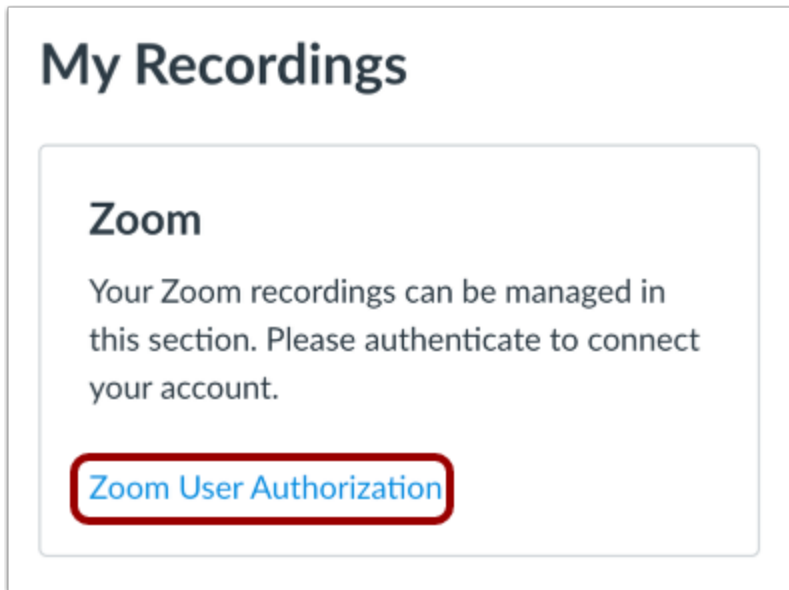 My Recordings
Zoom
Your Zoom recordings can be managed in
this section. Please authenticate to connect
your account.
Zoom User Authorization